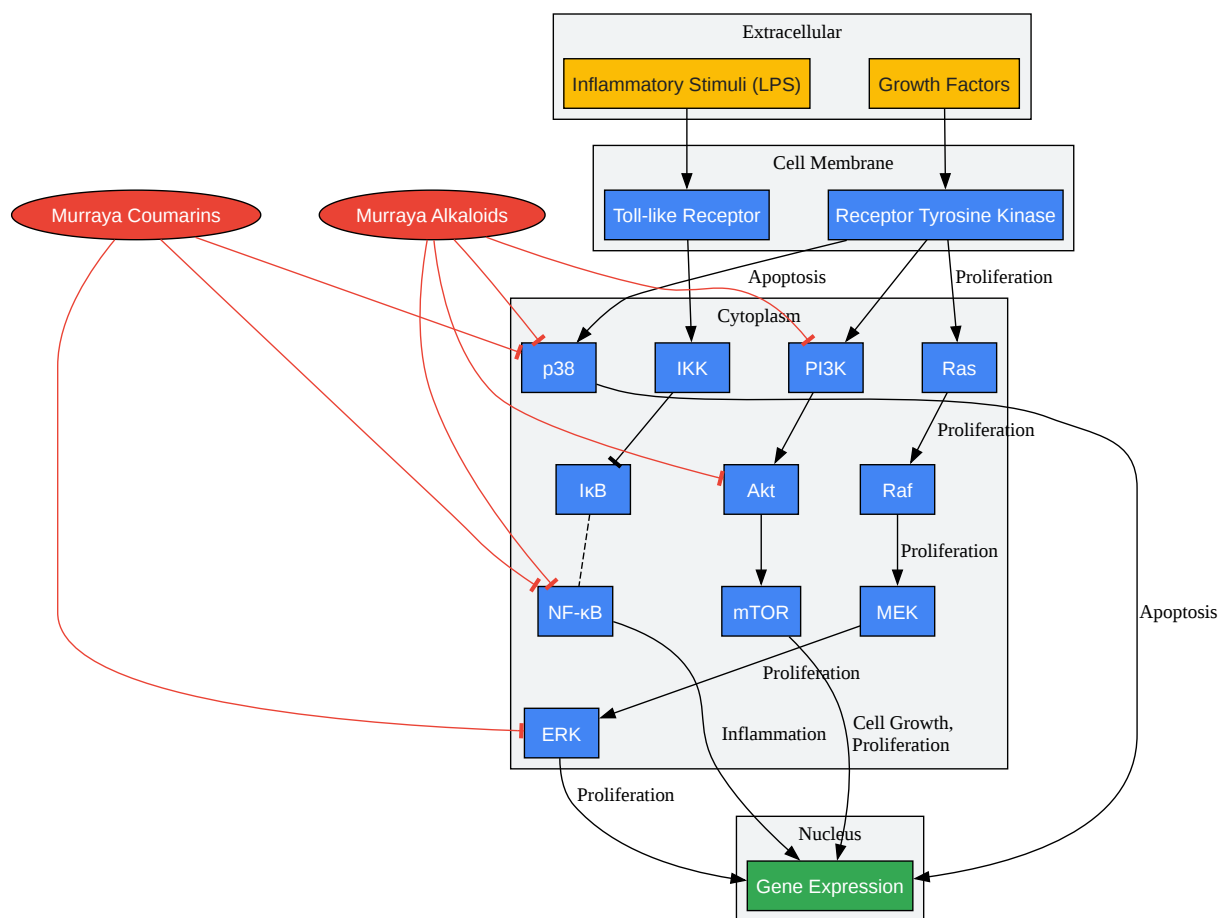 Extracellular
Inflammatory Stimuli (LPS)
Growth Factors
Cell Membrane
Murraya Coumarins
Murraya Alkaloids
Toll-like Receptor
Receptor Tyrosine Kinase
Apoptosis
Proliferation
Cytoplasm
p38
IKK
PI3K
Ras
Proliferation
IκB
Akt
Raf
Proliferation
NF-κB
mTOR
MEK
Apoptosis
Proliferation
ERK
Inflammation
Cell Growth,
Proliferation
Proliferation
Nucleus
Gene Expression